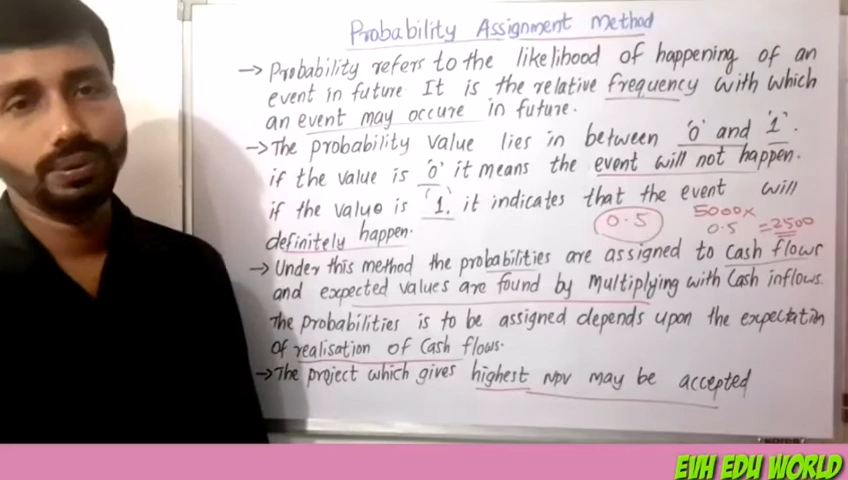 Probability Assignment Method
→ Probability refers to the likelihood of happening of an
event in future It is the relative frequency with which
an event may occure in future.
→ The probability value lies in between '0' and '1'.
if the value is '0' it means the event will not happen.
if the value is '1'. it indicates that the event will
definitely happen.
0.5
5000x
0.5 = 2500
→ Under this method the probabilities are assigned to cash flows
and expected values are found by multiplying with Cash inflows.
The probabilities is to be assigned depends upon the expectation
of realisation of Cash flows.
→ The project which gives highest NPV may be accepted
EVH EDU WORLD